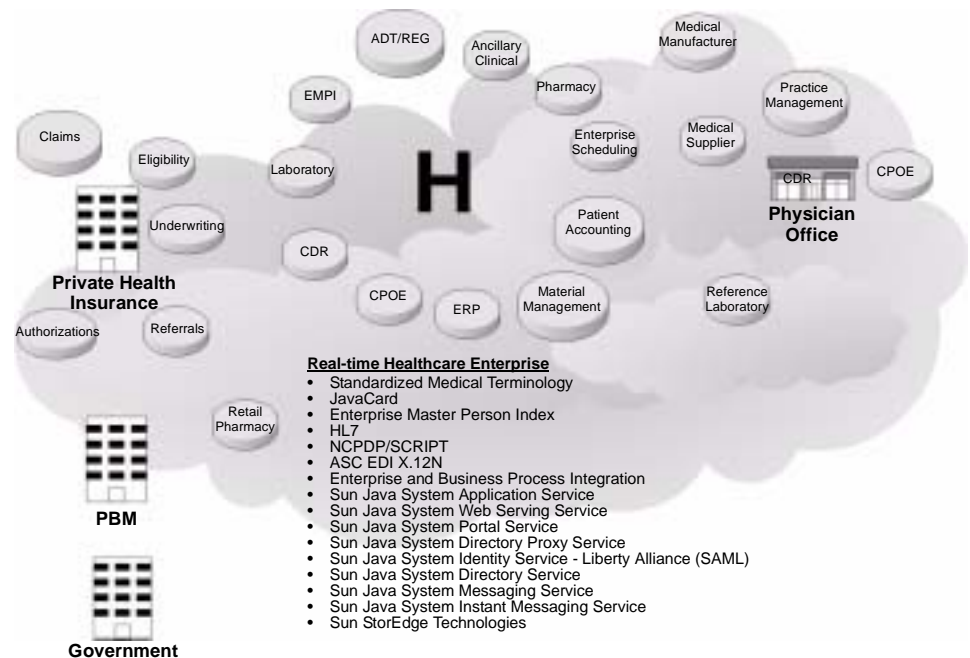 ADT/REG
Ancillary
Clinical
Medical
Manufacturer
EMPI
Pharmacy
Practice
Management
Claims
Eligibility
Laboratory
H
Enterprise
Scheduling
Medical
Supplier
CDR
CPOE
Physician
Office
Underwriting
Patient
Accounting
CDR
Private Health
Insurance
CPOE
ERP
Material
Management
Reference
Laboratory
Authorizations
Referrals
Real-time Healthcare Enterprise
• Standardized Medical Terminology
• JavaCard
• Enterprise Master Person Index
• HL7
• NCPDP/SCRIPT
• ASC EDI X.12N
• Enterprise and Business Process Integration
• Sun Java System Application Service
• Sun Java System Web Serving Service
• Sun Java System Portal Service
• Sun Java System Directory Proxy Service
• Sun Java System Identity Service - Liberty Alliance (SAML)
• Sun Java System Directory Service
• Sun Java System Messaging Service
• Sun Java System Instant Messaging Service
• Sun StorEdge Technologies
Retail
Pharmacy
PBM
Government